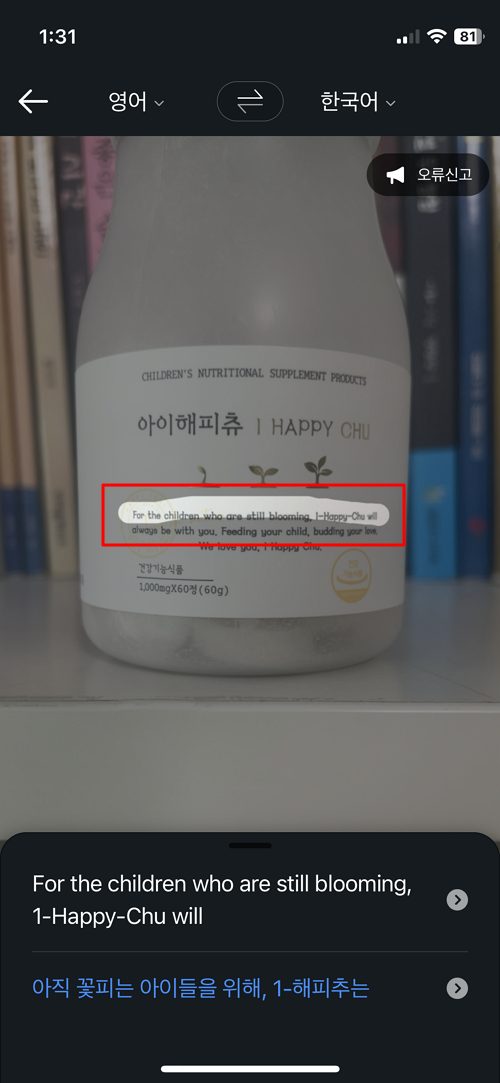 1:31
81
영어
한국어
오류신고
CHILDREN'S NUTRITIONAL SUPPLEMENT PRODUCTS
아이해피츄 I HAPPY CHU
For the children who are still blooming, 1-Happy-Chu will
always be with you. Feeding your child, budding your love.
We love you, I Happy Chu.
건강기능식품
1,000mgX60정(60g)
For the children who are still blooming,
1-Happy-Chu will
아직 꽃피는 아이들을 위해, 1-해피추는